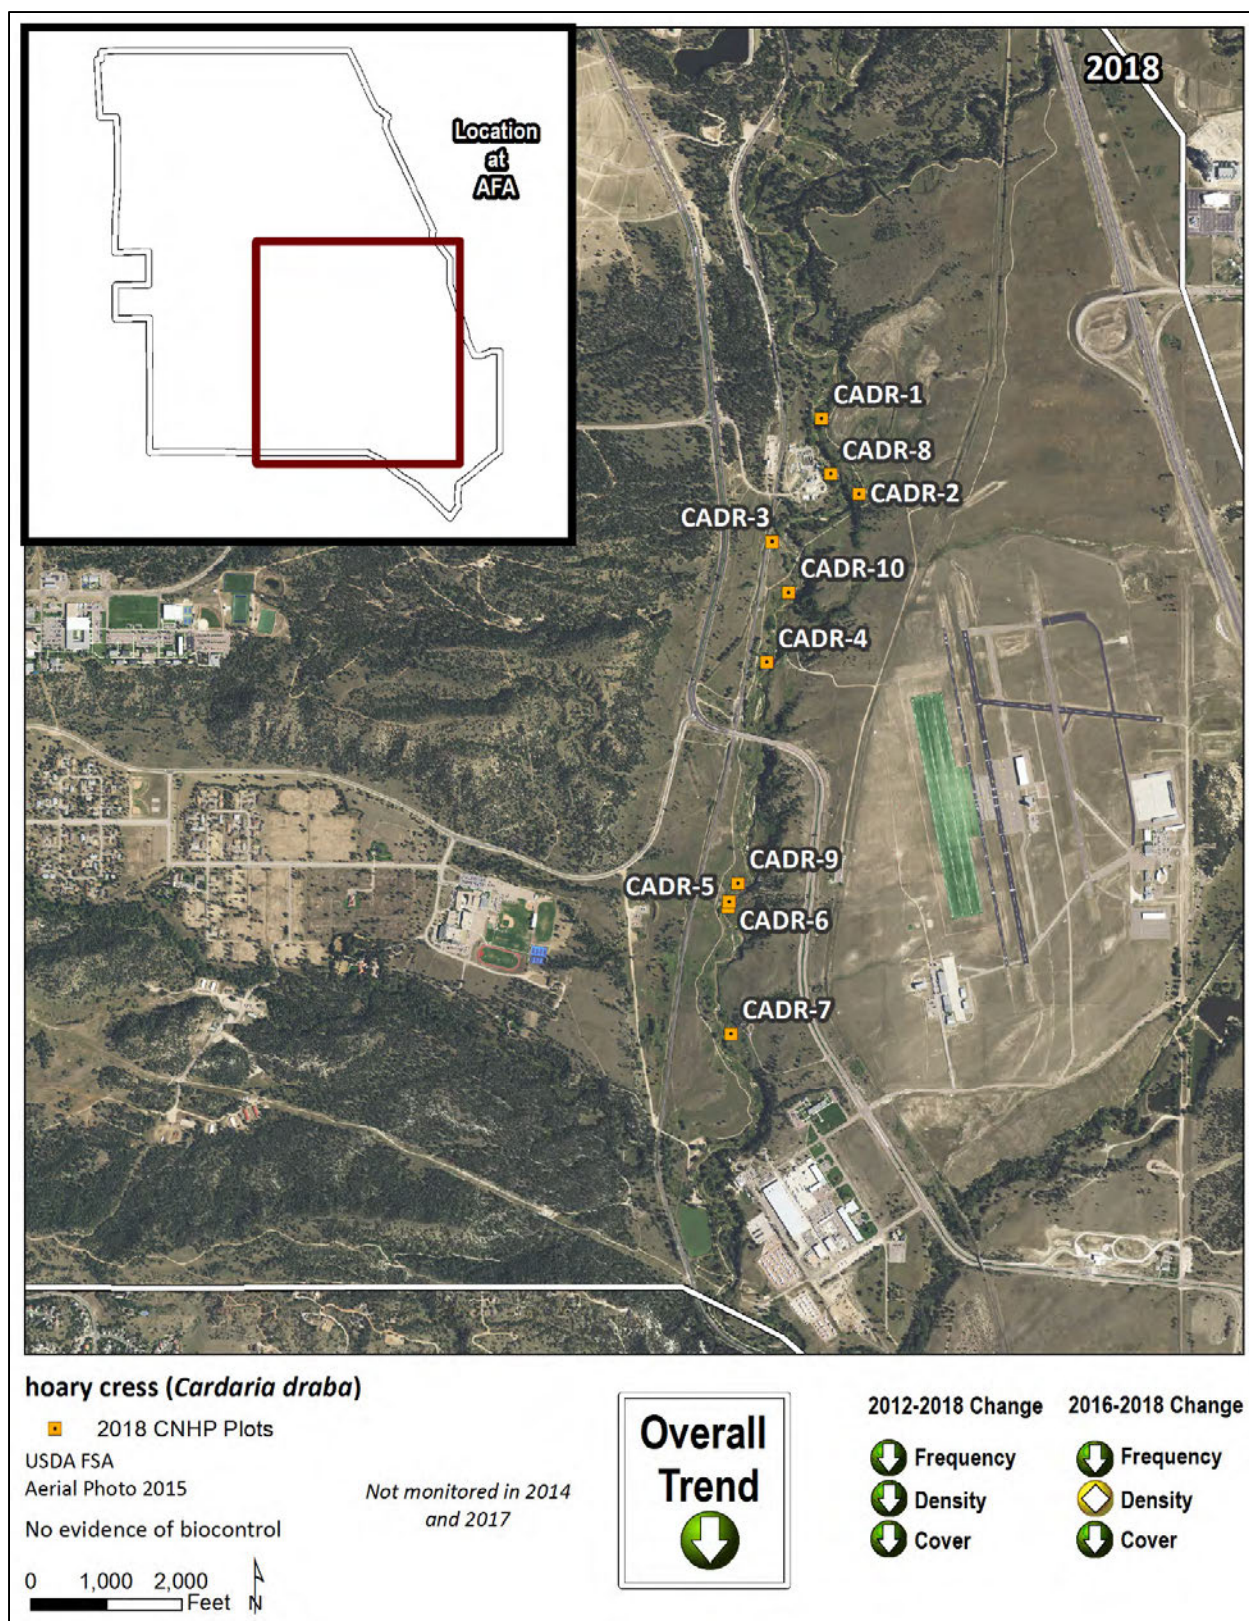 Location
at
AFA
2018
CADR-1
CADR-8
CADR-2
CADR-3
CADR-10
CADR-4
CADR-9
CADR-5
CADR-6
CADR-7
hoary cress (Cardaria draba)
2018 CNHP Plots
USDA FSA
Aerial Photo 2015
No evidence of biocontrol
0 1,000 2,000
Feet
N
Not monitored in 2014
and 2017
Overall
Trend
2012-2018 Change
Frequency
Density
Cover
2016-2018 Change
Frequency
Density
Cover